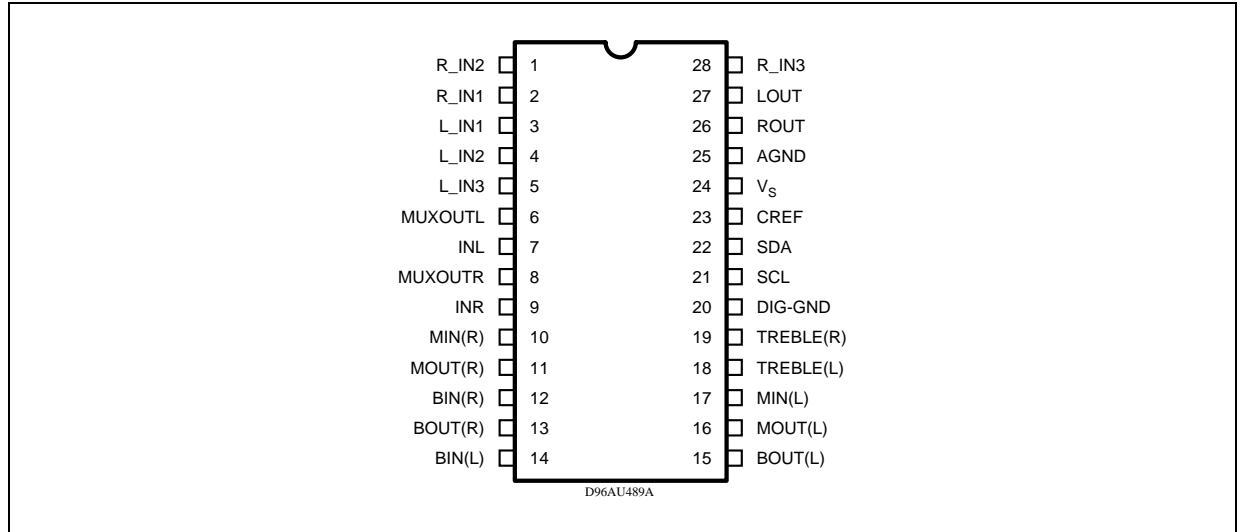 R_IN2 1 28 R_IN3
R_IN1 2 27 LOUT
L_IN1 3 26 ROUT
L_IN2 4 25 AGND
L_IN3 5 24 VS
MUXOUTL 6 23 CREF
INL 7 22 SDA
MUXOUTR 8 21 SCL
INR 9 20 DIG-GND
MIN(R) 10 19 TREBLE(R)
MOUT(R) 11 18 TREBLE(L)
BIN(R) 12 17 MIN(L)
BOUT(R) 13 16 MOUT(L)
BIN(L) 14 15 BOUT(L)
D96AU489A